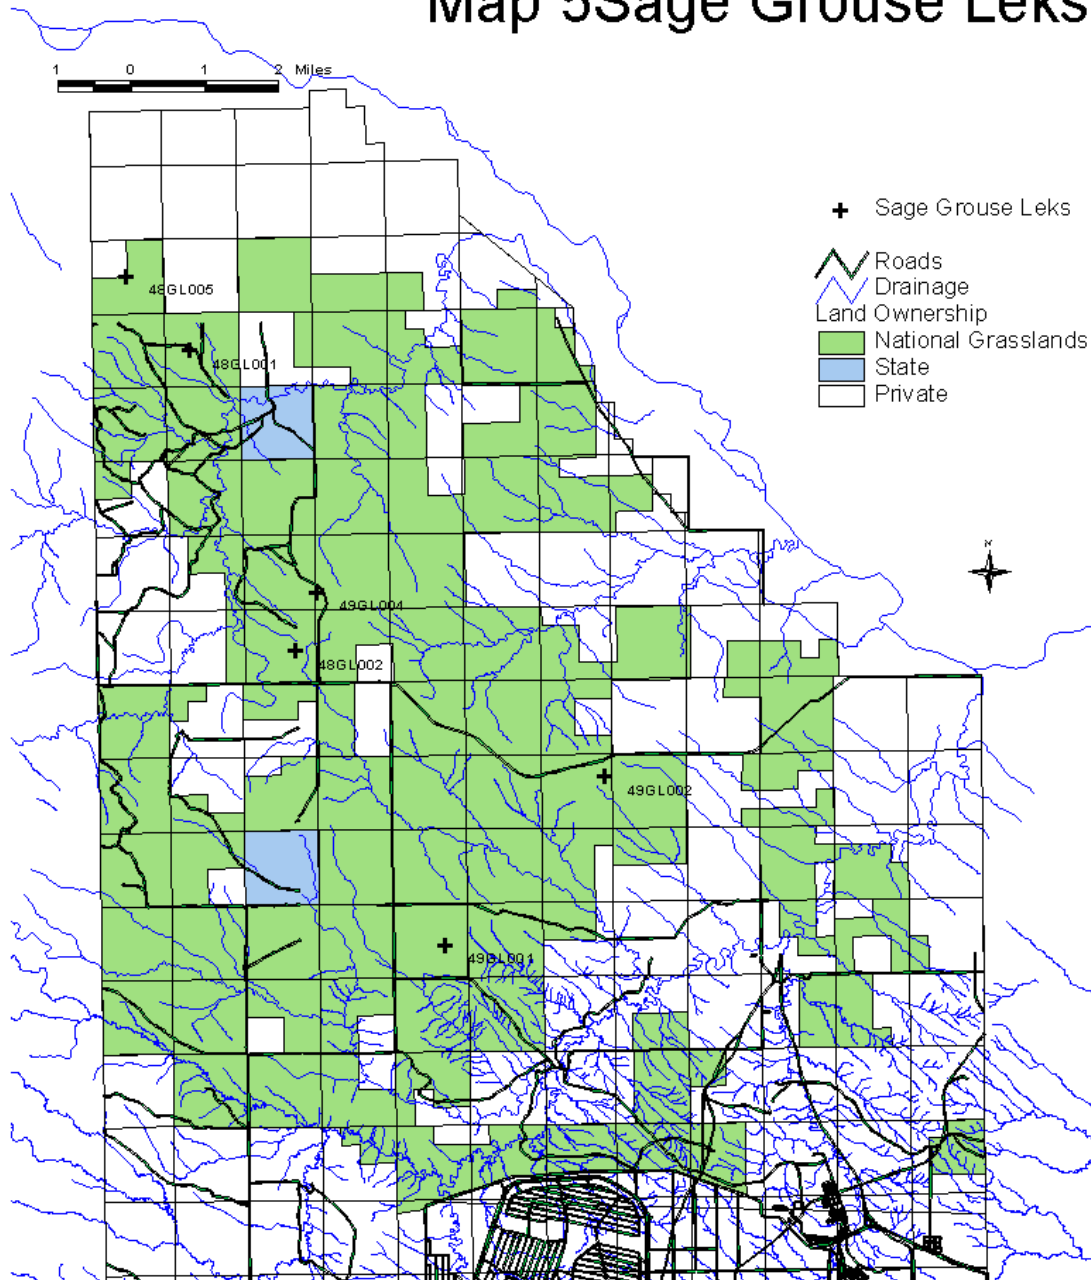 Map 5Sage Grouse Leks
1 0 1 2 Miles
Sage Grouse Leks
Roads
Drainage
Land Ownership
National Grasslands
State
Private
48GL005
48GL001
N
49GL004
48GL002
49GL002
49GL001